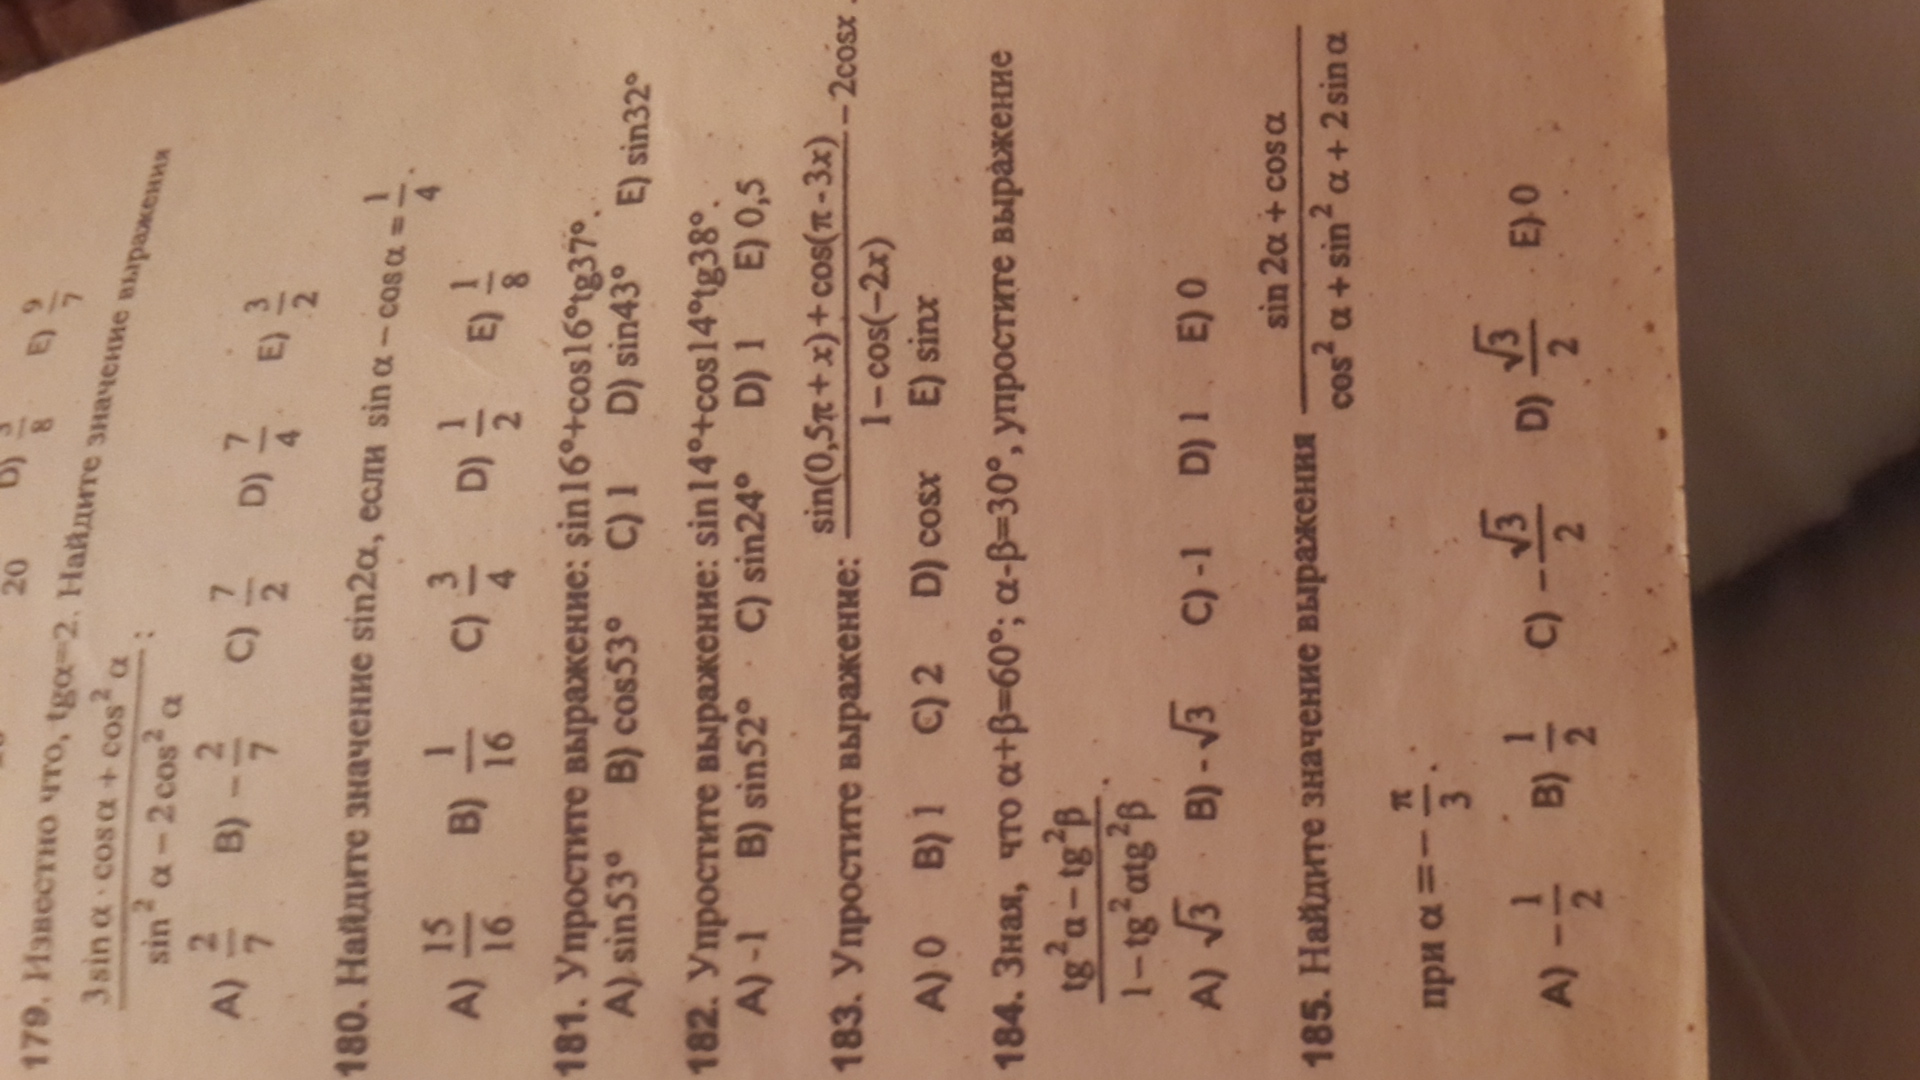 20 D) 3/8 E) 9/7
179. Известно что, tgα=2. Найдите значение выражения
(3sin α · cos α + cos² α)/(sin² α − 2cos² α) :
A) 2/7 B) −2/7 C) 7/2 D) 7/4 E) 3/2
180. Найдите значение sin2α, если sin α − cos α = 1/4.
A) 15/16 B) 1/16 C) 3/4 D) 1/2 E) 1/8
181. Упростите выражение: sin16°+cos16°tg37°.
A) sin53° B) cos53° C) 1 D) sin43° E) sin32°
182. Упростите выражение: sin14°+cos14°tg38°.
A) -1 B) sin52° C) sin24° D) 1 E) 0,5
183. Упростите выражение: (sin(0,5π+x)+cos(π-3x))/(1−cos(−2x)) −2cosx.
A) 0 B) 1 C) 2 D) cosx E) sinx
184. Зная, что α+β=60°; α-β=30°, упростите выражение
(tg²α−tg²β)/(1−tg²αtg²β).
A) √3 B) -√3 C) -1 D) 1 E) 0
185. Найдите значение выражения (sin 2α + cos α)/(cos² α + sin² α + 2sin α)
при α = −π/3.
A) −1/2 B) 1/2 C) −√3/2 D) √3/2 E) 0